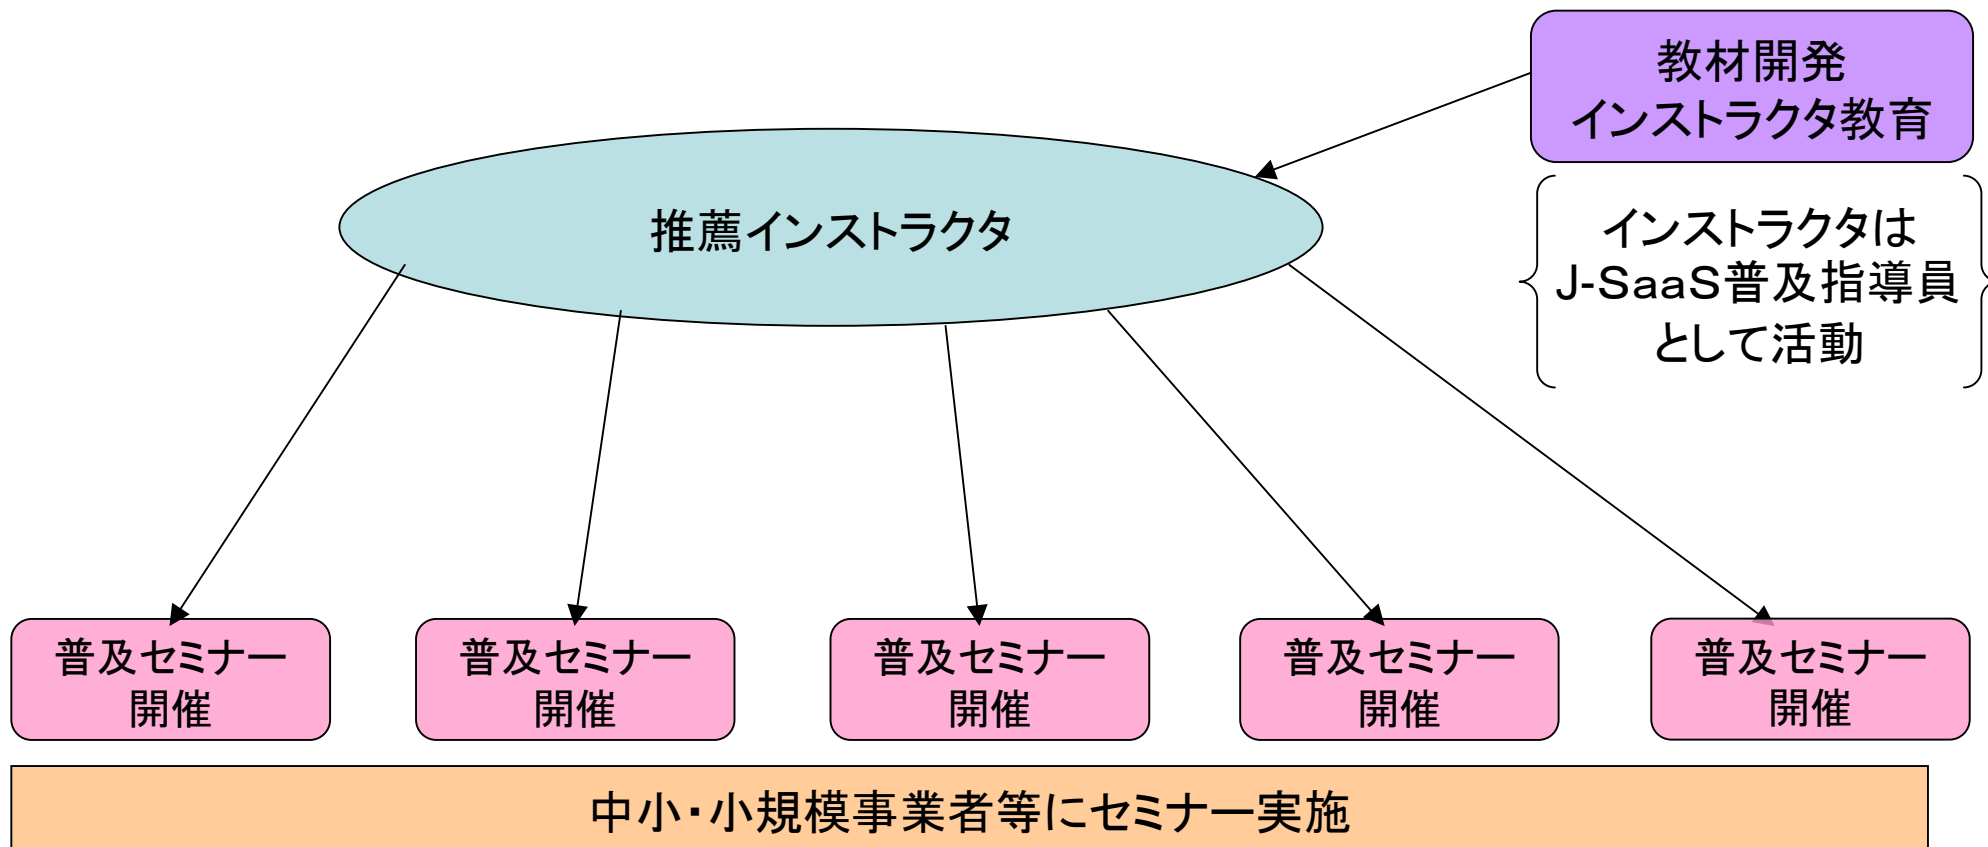 教材開発
インストラクタ教育
推薦インストラクタ
インストラクタは
J-SaaS普及指導員
として活動
普及セミナー
開催
普及セミナー
開催
普及セミナー
開催
普及セミナー
開催
普及セミナー
開催
中小・小規模事業者等にセミナー実施